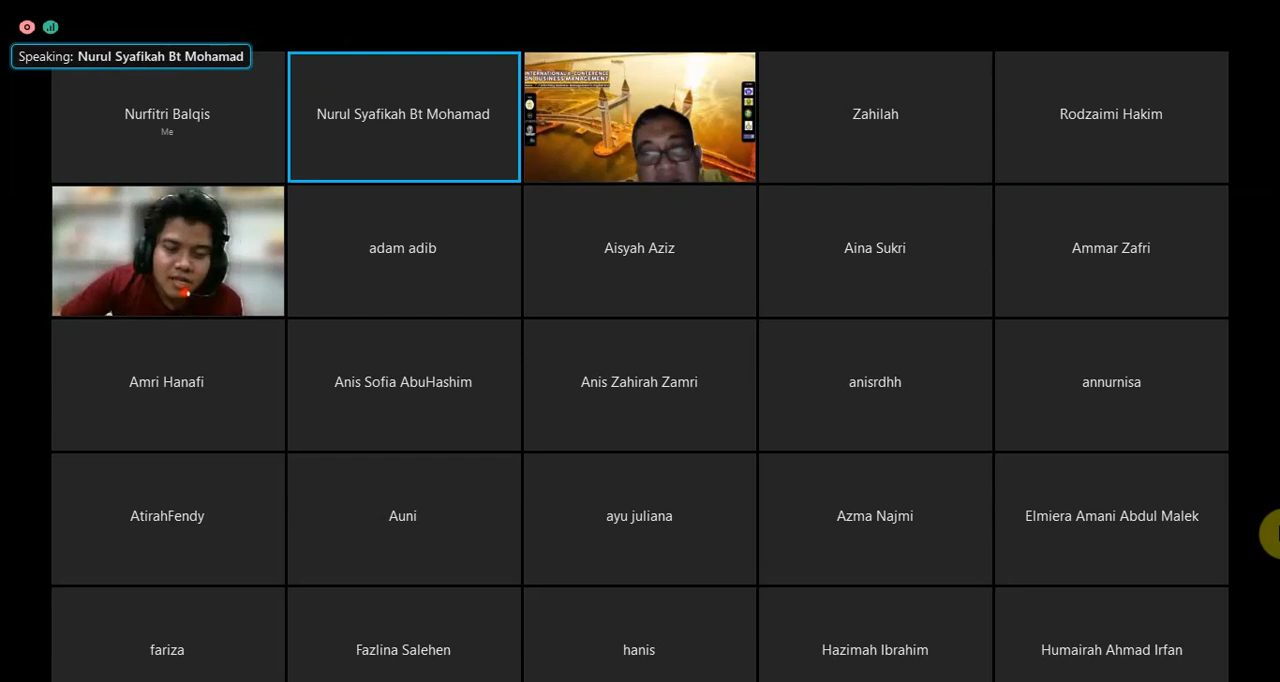 Speaking: Nurul Syafikah Bt Mohamad
Nurfitri Balqis
Me
Nurul Syafikah Bt Mohamad
INTERNATIONAL E-CONFERENCE
ON BUSINESS MANAGEMENT
Zahilah
Rodzaimi Hakim
adam adib
Aisyah Aziz
Aina Sukri
Ammar Zafri
Amri Hanafi
Anis Sofia AbuHashim
Anis Zahirah Zamri
anisrdhh
annurnisa
AtirahFendy
Auni
ayu juliana
Azma Najmi
Elmiera Amani Abdul Malek
fariza
Fazlina Salehen
hanis
Hazimah Ibrahim
Humairah Ahmad Irfan